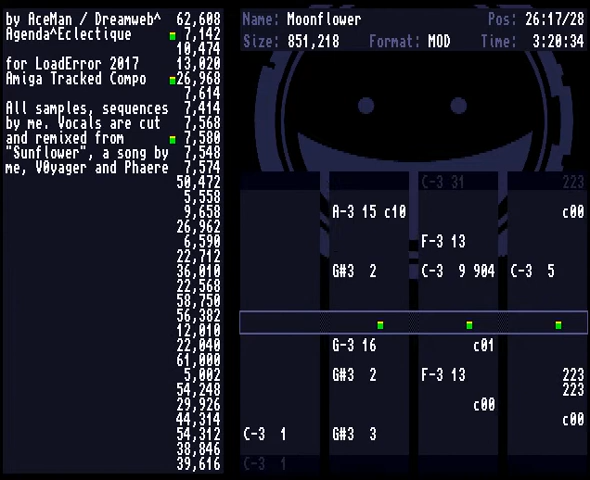 by AceMan / Dreamweb^ 62,608
Agenda^Eclectique 7,142
10,474
for LoadError 2017 13,020
Amiga Tracked Compo 26,968
7,614
All samples, sequences 7,414
by me. Vocals are cut 7,568
and remixed from 7,580
"Sunflower", a song by 7,548
me, V0yager and Phaere 7,574
50,472
5,558
9,658
26,962
6,590
22,712
36,010
22,568
58,750
56,382
12,010
22,040
61,000
5,002
54,248
29,926
44,314
54,312
38,846
39,616
Name: Moonflower Pos: 26:17/28
Size: 851,218 Format: MOD Time: 3:20:34
C-3 31 223
A-3 15 c10 c00
F-3 13
G#3 2 C-3 9 904 C-3 5
G-3 16 c01
G#3 2 F-3 13 223
223
c00
c00
C-3 1 G#3 3
C-3 1